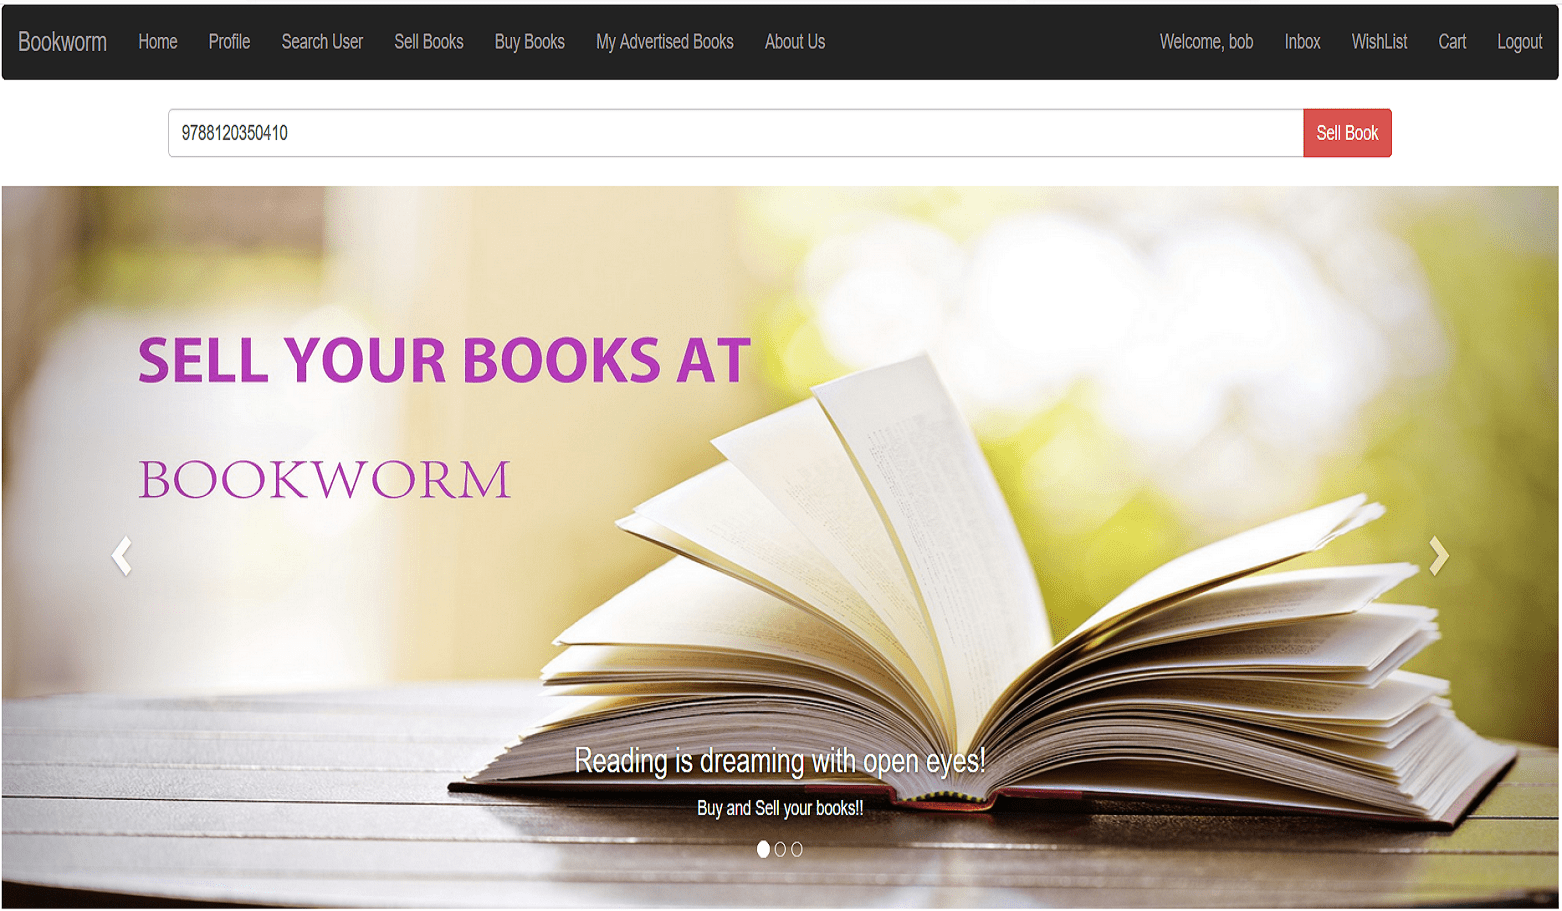 Bookworm Home Profile Search User Sell Books Buy Books My Advertised Books About Us Welcome, bob Inbox WishList Cart Logout
9788120350410 Sell Book
SELL YOUR BOOKS AT
BOOKWORM
Reading is dreaming with open eyes!
Buy and Sell your books!!